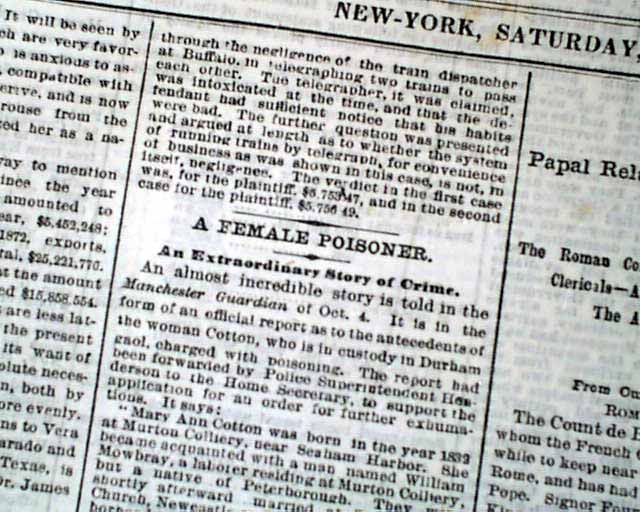 NEW-YORK, SATURDAY,
It will be seen by
ch are very favor-
o is anxious to as-
compatible with
erve, and is now
rouse from the
ted her as a na-
ay to mention
ince the year
amounted to
ear, $5,452,248;
1872, exports,
tal, $25,221,770.
at the amount
ed $15,858,554.
t are less lat-
the present
its want of
olute neces-
n, both by
ore evenly.
ns to Vera
arado and
Texas, is
Dr. James
through the negligence of the train dispatcher
at Buffalo, in telegraphing two trains to pass
each other. The telegrapher, it was claimed,
was intoxicated at the time, and that the de-
fendant had sufficient notice that his habits
were bad. The further question was presented
and argued at length as to whether the system
of running trains by telegraph, for convenience
of business as was shown in this case, is not, in
itself, negligence. The verdict in the first case
was, for the plaintiff, $5,753 47, and in the second
case for the plaintiff, $5,756 49.
A FEMALE POISONER.
An Extraordinary Story of Crime.
An almost incredible story is told in the
Manchester Guardian of Oct. 4. It is in the
form of an official report as to the antecedents of
the woman Cotton, who is in custody in Durham
gaol, charged with poisoning. The report had
been forwarded by Police Superintendent Hen-
derson to the Home Secretary, to support the
application for an order for further exhuma-
tions. It says:
"Mary Ann Cotton was born in the year 1832
at Murton Colliery, near Seaham Harbor. She
became acquainted with a man named William
Mowbray, a laborer residing at Murton Colliery,
but a native of Peterborough. They
shortly afterward married at
Church, Newcastle
Papal Rela
The Roman Co
Clericals—A
The A
From Ou
ROM
The Count de
whom the French
while to keep near
Rome, and has had
Pope. Signor Four